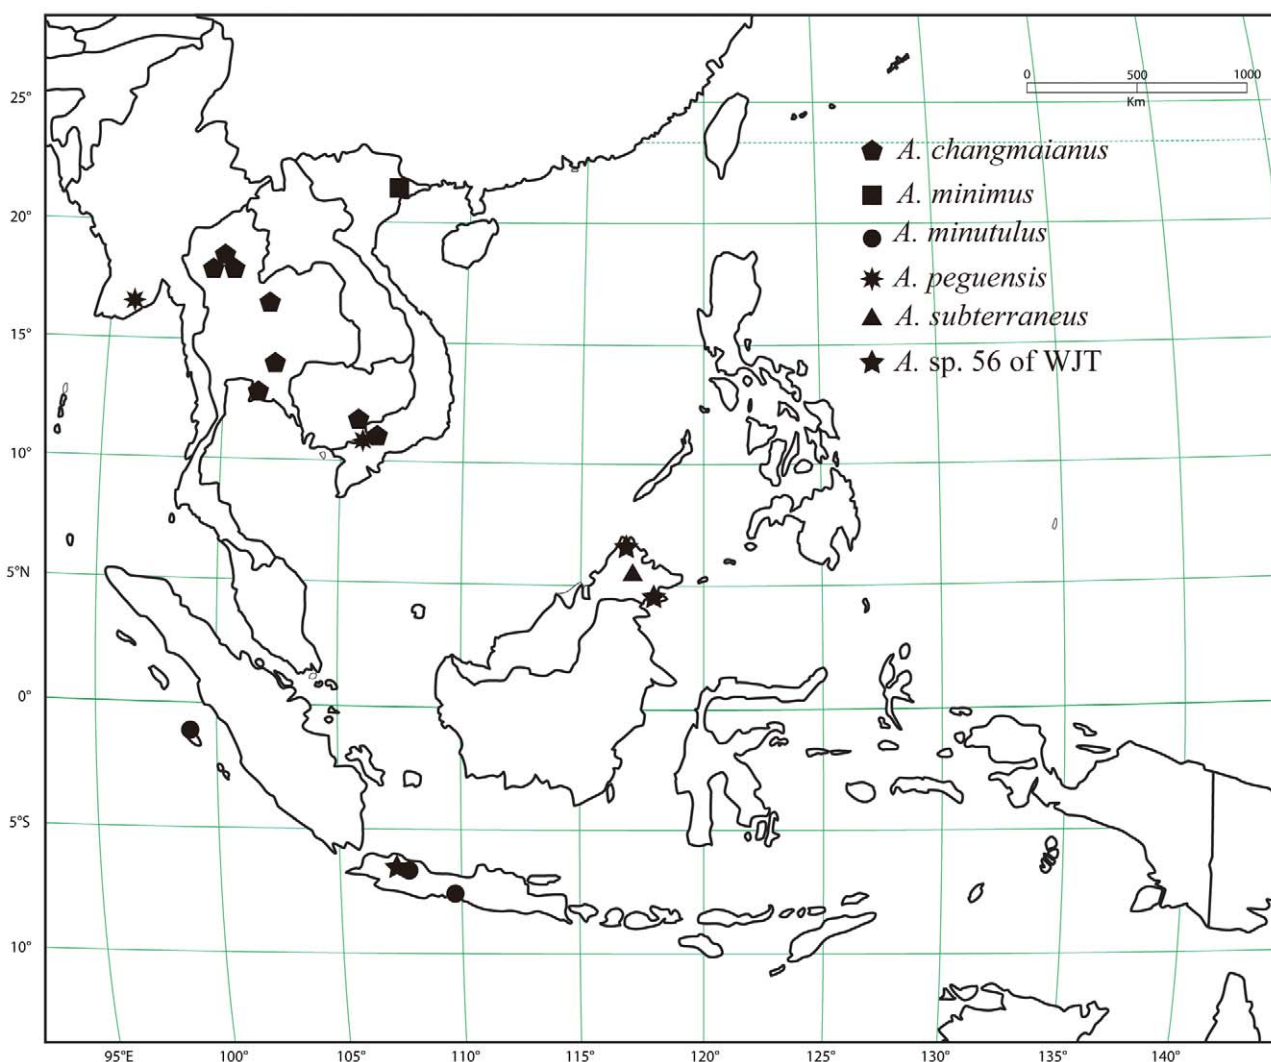 0 500 1000
Km
A. changmaianus
A. minimus
A. minutulus
A. peguensis
A. subterraneus
A. sp. 56 of WJT
25°
20°
15°
10°
5°N
0°
5°S
10°
95°E 100° 105° 110° 115° 120° 125° 130° 135° 140°